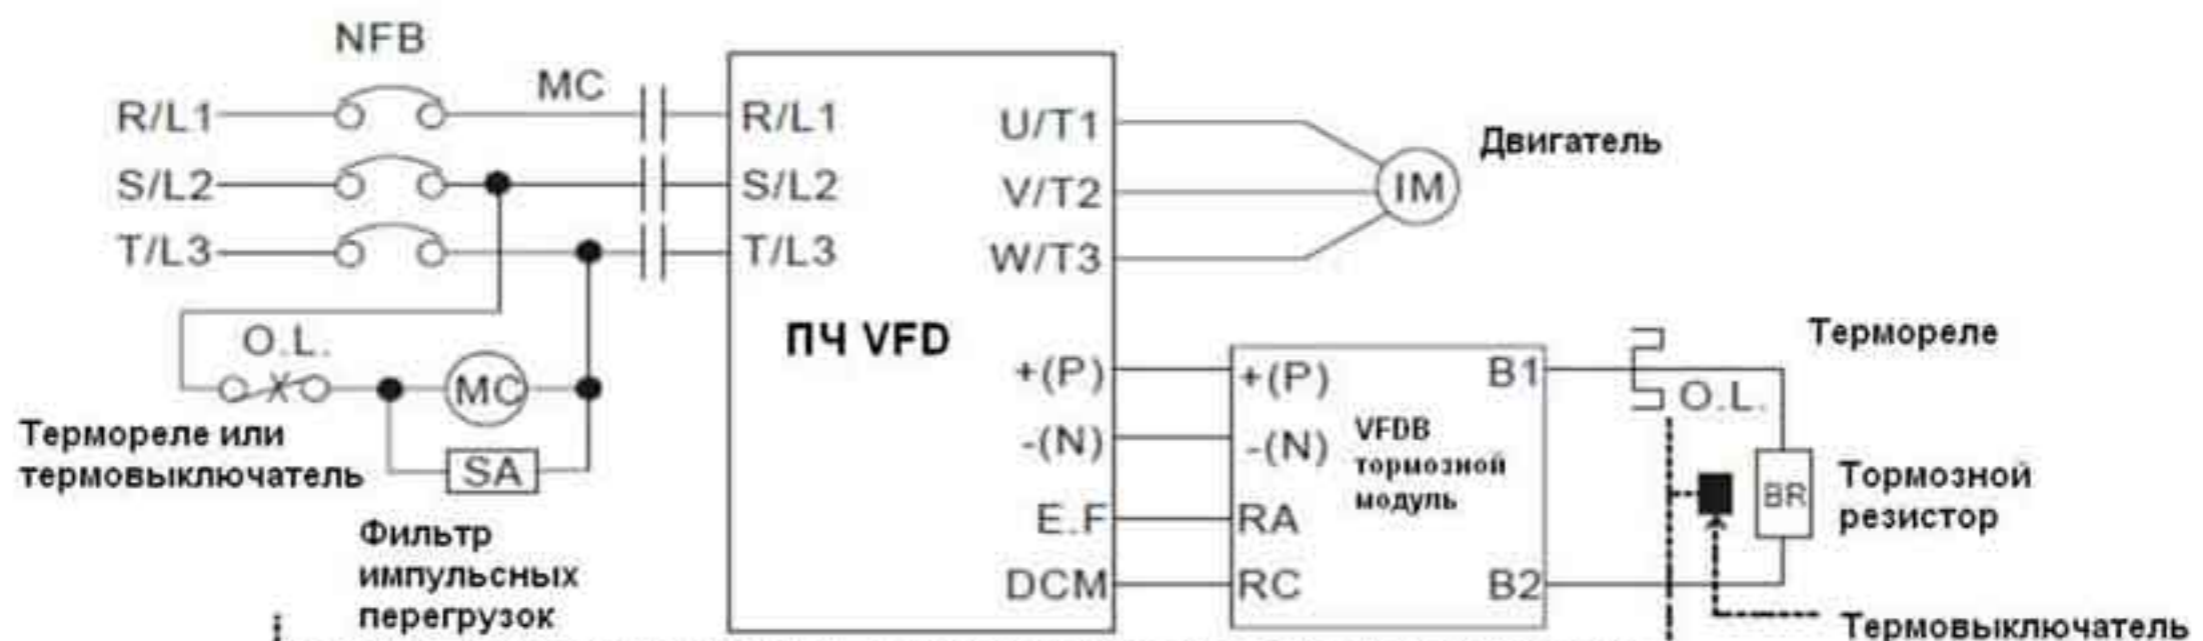 NFB
MC
R/L1
R/L1
U/T1
Двигатель
S/L2
S/L2
V/T2
IM
T/L3
T/L3
W/T3
O.L.
ПЧ VFD
Термореле
MC
+(P)
+(P)
B1
O.L.
Термореле или
термовыключатель
SA
-(N)
-(N)
VFDB
тормозной
модуль
BR
Тормозной
резистор
Фильтр
импульсных
перегрузок
E.F
RA
DCM
RC
B2
Термовыключатель